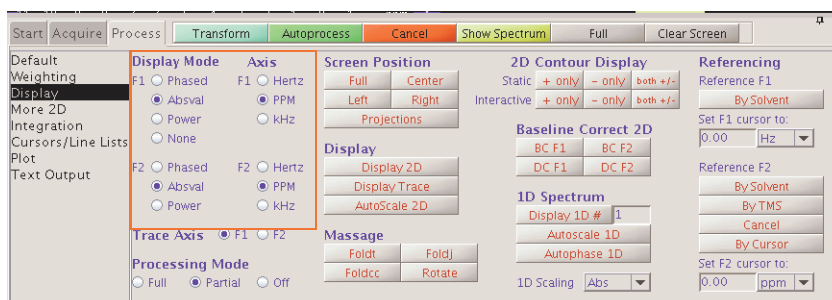 Start Acquire Process Transform Autoprocess Cancel Show Spectrum Full Clear Screen
Default
Weighting
Display
More 2D
Integration
Cursors/Line Lists
Plot
Text Output
Display Mode Axis
F1 Phased F1 Hertz
Absval PPM
Power kHz
None
F2 Phased F2 Hertz
Absval PPM
Power kHz
Trace Axis F1 F2
Processing Mode
Full Partial Off
Screen Position
Full Center
Left Right
Projections
Display
Display 2D
Display Trace
AutoScale 2D
Massage
Foldt Foldj
Foldcc Rotate
2D Contour Display
Static + only - only both +/-
Interactive + only - only both +/-
Baseline Correct 2D
BC F1 BC F2
DC F1 DC F2
1D Spectrum
Display 1D # 1
Autoscale 1D
Autophase 1D
1D Scaling Abs
Referencing
Reference F1
By Solvent
Set F1 cursor to:
0.00 Hz
Reference F2
By Solvent
By TMS
Cancel
By Cursor
Set F2 cursor to:
0.00 ppm